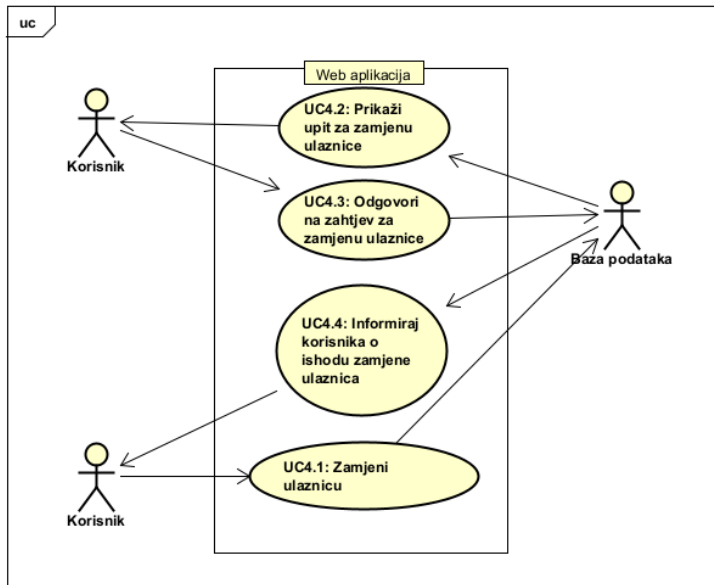 uc
Web aplikacija
UC4.2: Prikaži
upit za zamjenu
ulaznice
Korisnik
UC4.3: Odgovori
na zahtjev za
zamjenu ulaznice
Baza podataka
UC4.4: Informiraj
korisnika o
ishodu zamjene
ulaznica
UC4.1: Zamjeni
ulaznicu
Korisnik